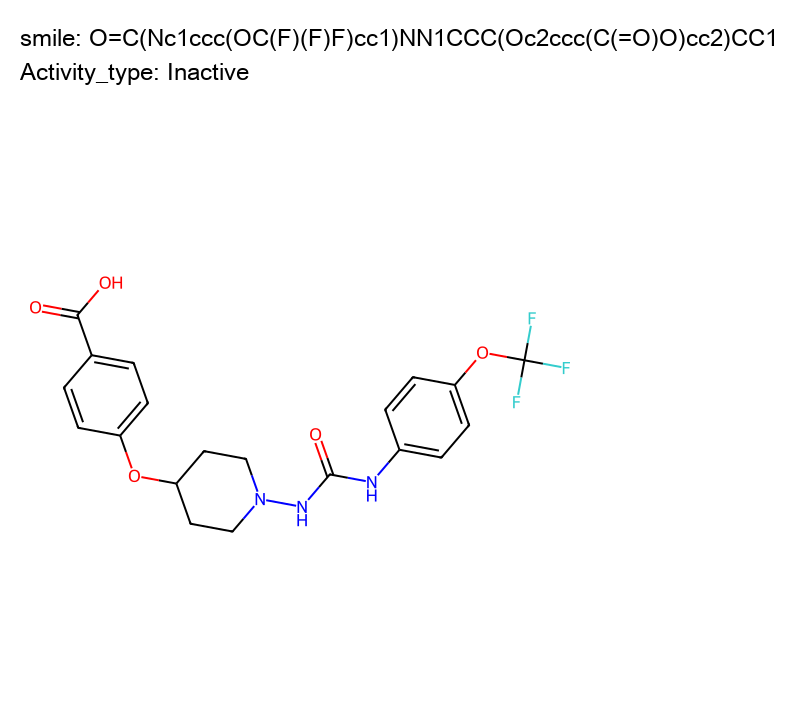 smile: O=C(Nc1ccc(OC(F)(F)F)cc1)NN1CCC(Oc2ccc(C(=O)O)cc2)CC1
Activity_type: Inactive
OH
O
F
O
F
F
O
O
N
N
H
N
H